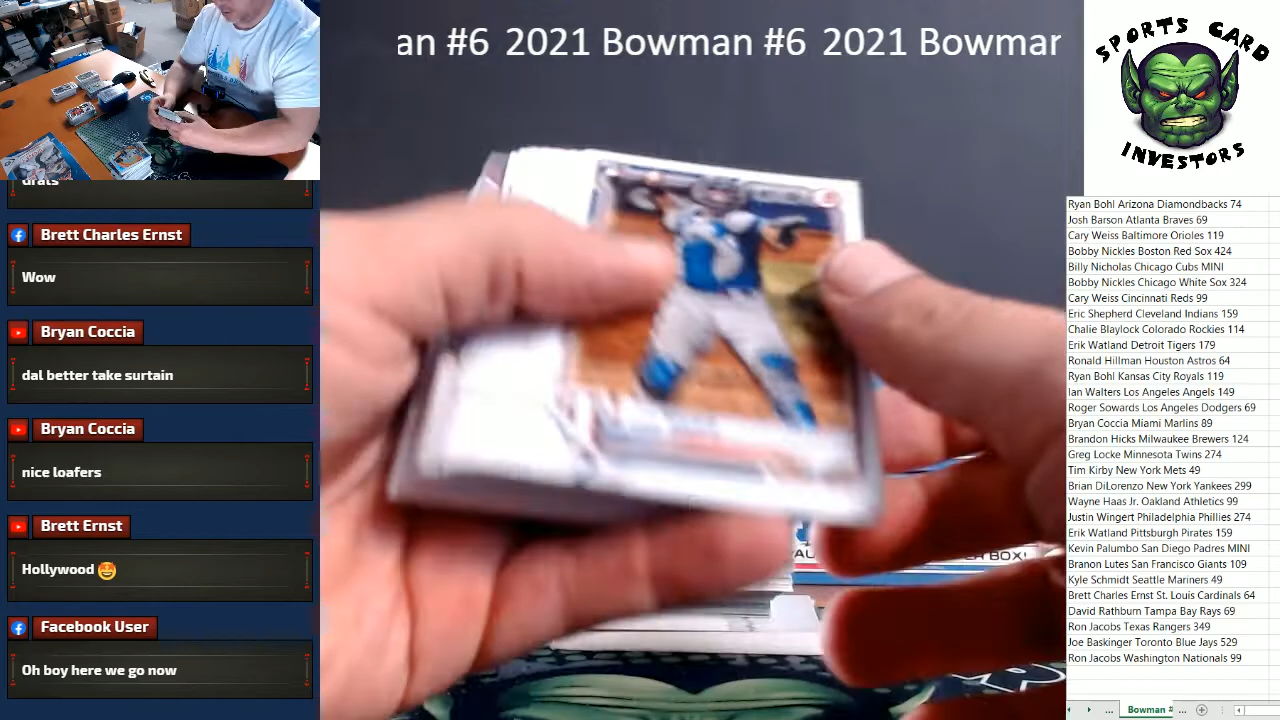 an #6 2021 Bowman #6 2021 Bowmar
SPORTS CARD
INVESTORS
drats
Brett Charles Ernst
Wow
Bryan Coccia
dal better take surtain
Bryan Coccia
nice loafers
Brett Ernst
Hollywood 🤩
Facebook User
Oh boy here we go now
BOX!
Ryan Bohl Arizona Diamondbacks 74
Josh Barson Atlanta Braves 69
Cary Weiss Baltimore Orioles 119
Bobby Nickles Boston Red Sox 424
Billy Nicholas Chicago Cubs MINI
Bobby Nickles Chicago White Sox 324
Cary Weiss Cincinnati Reds 99
Eric Shepherd Cleveland Indians 159
Chalie Blaylock Colorado Rockies 114
Erik Watland Detroit Tigers 179
Ronald Hillman Houston Astros 64
Ryan Bohl Kansas City Royals 119
Ian Walters Los Angeles Angels 149
Roger Sowards Los Angeles Dodgers 69
Bryan Coccia Miami Marlins 89
Brandon Hicks Milwaukee Brewers 124
Greg Locke Minnesota Twins 274
Tim Kirby New York Mets 49
Brian DiLorenzo New York Yankees 299
Wayne Haas Jr. Oakland Athletics 99
Justin Wingert Philadelphia Phillies 274
Erik Watland Pittsburgh Pirates 159
Kevin Palumbo San Diego Padres MINI
Branon Lutes San Francisco Giants 109
Kyle Schmidt Seattle Mariners 49
Brett Charles Ernst St. Louis Cardinals 64
David Rathburn Tampa Bay Rays 69
Ron Jacobs Texas Rangers 349
Joe Baskinger Toronto Blue Jays 529
Ron Jacobs Washington Nationals 99
... Bowman # ...